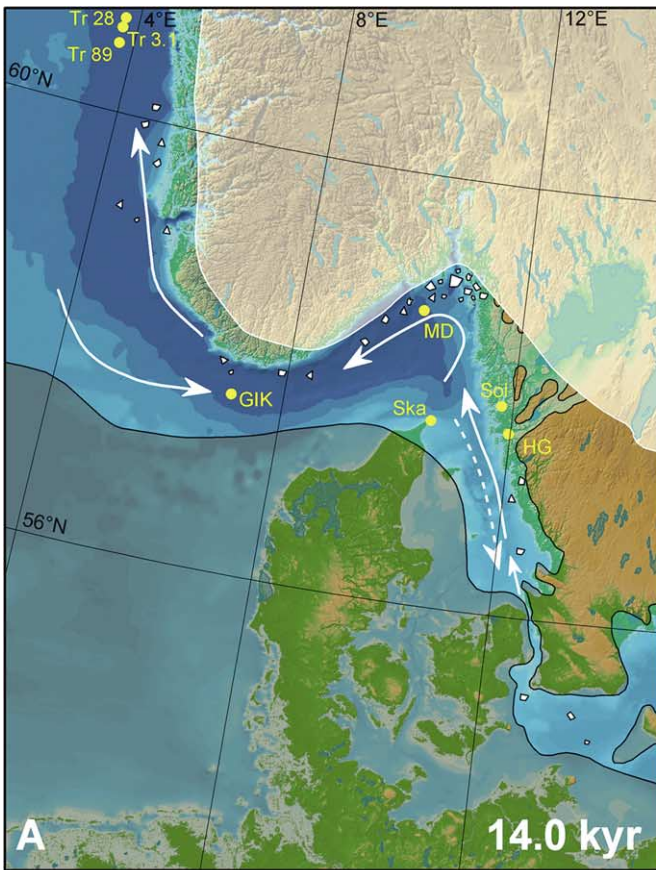 Tr 28
4°E
8°E
12°E
Tr 3.1
Tr 89
60°N
MD
GIK
Sol
Ska
HG
56°N
A
14.0 kyr